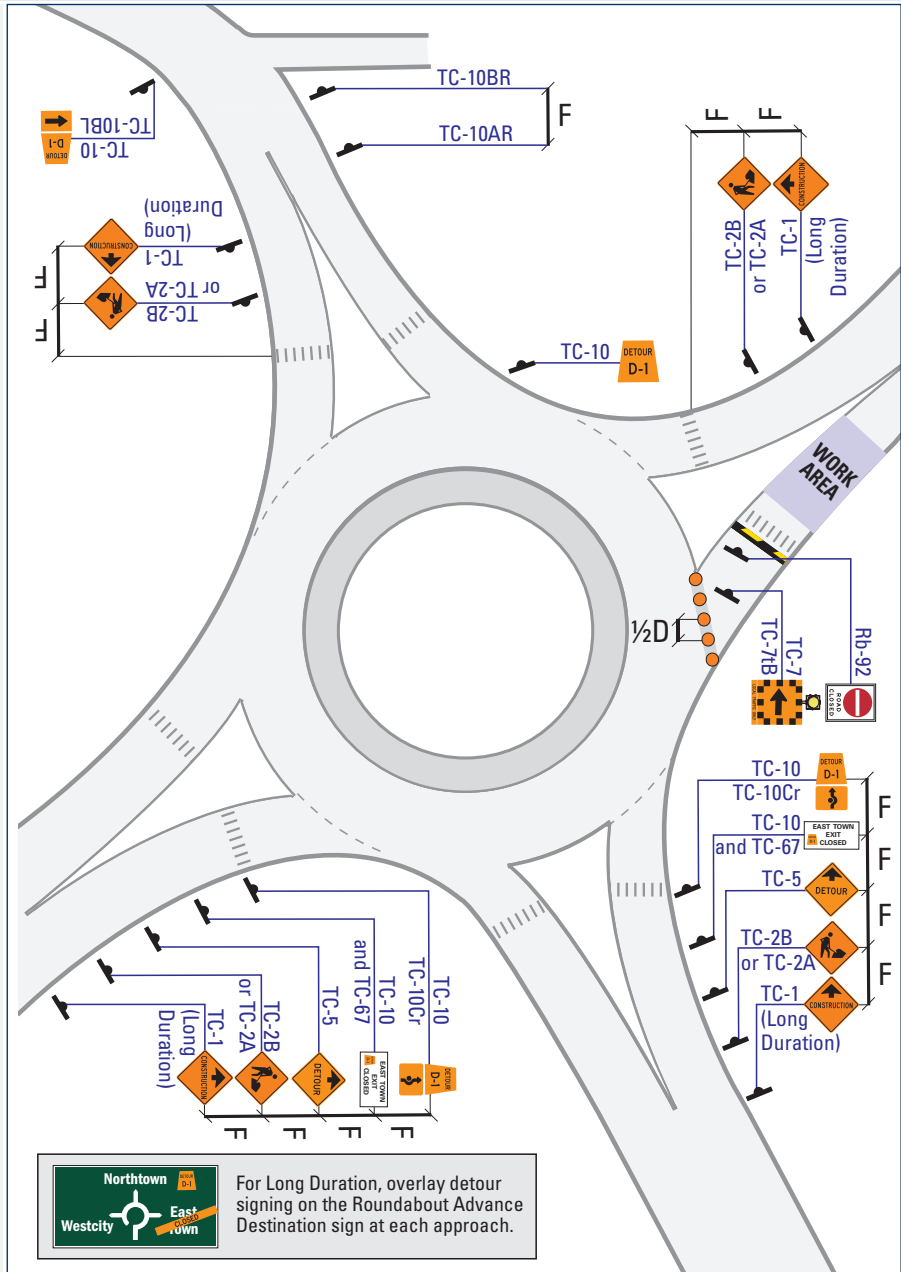 TC-10BR
F
TC-10AR
DETOUR
D-1
TC-10
TC-10BL
F
F
CONSTRUCTION
TC-2B
or TC-2A
TC-1
(Long
Duration)
CONSTRUCTION
TC-1
(Long
Duration)
TC-2B
or TC-2A
F
F
TC-10
DETOUR
D-1
WORK
AREA
½D
TC-7
TC-7tB
Rb-92
ROAD
CLOSED
TC-10
TC-10Cr
DETOUR
D-1
F
TC-10
and TC-67
EAST TOWN
EXIT
CLOSED
F
TC-5
DETOUR
F
TC-2B
or TC-2A
F
TC-1
(Long
Duration)
CONSTRUCTION
TC-1
(Long
Duration)
CONSTRUCTION
TC-2B
or TC-2A
TC-5
DETOUR
TC-10
and TC-67
EAST TOWN
EXIT
CLOSED
TC-10
TC-10Cr
DETOUR
D-1
F
F
F
F
Northtown
DETOUR
D-1
Westcity
East
Town
CLOSED
For Long Duration, overlay detour
signing on the Roundabout Advance
Destination sign at each approach.